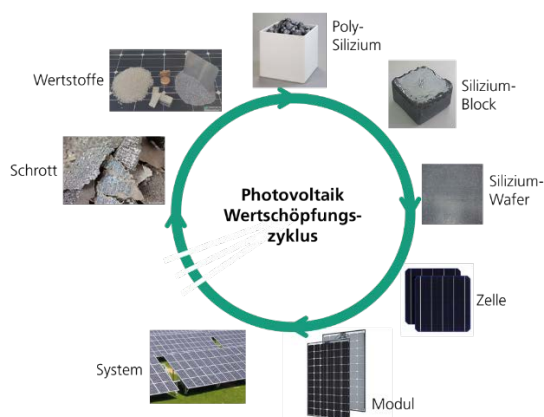 Poly-
Silizium
Silizium-
Block
Silizium-
Wafer
Zelle
Modul
System
Schrott
Wertstoffe
Photovoltaik
Wertschöpfungs-
zyklus